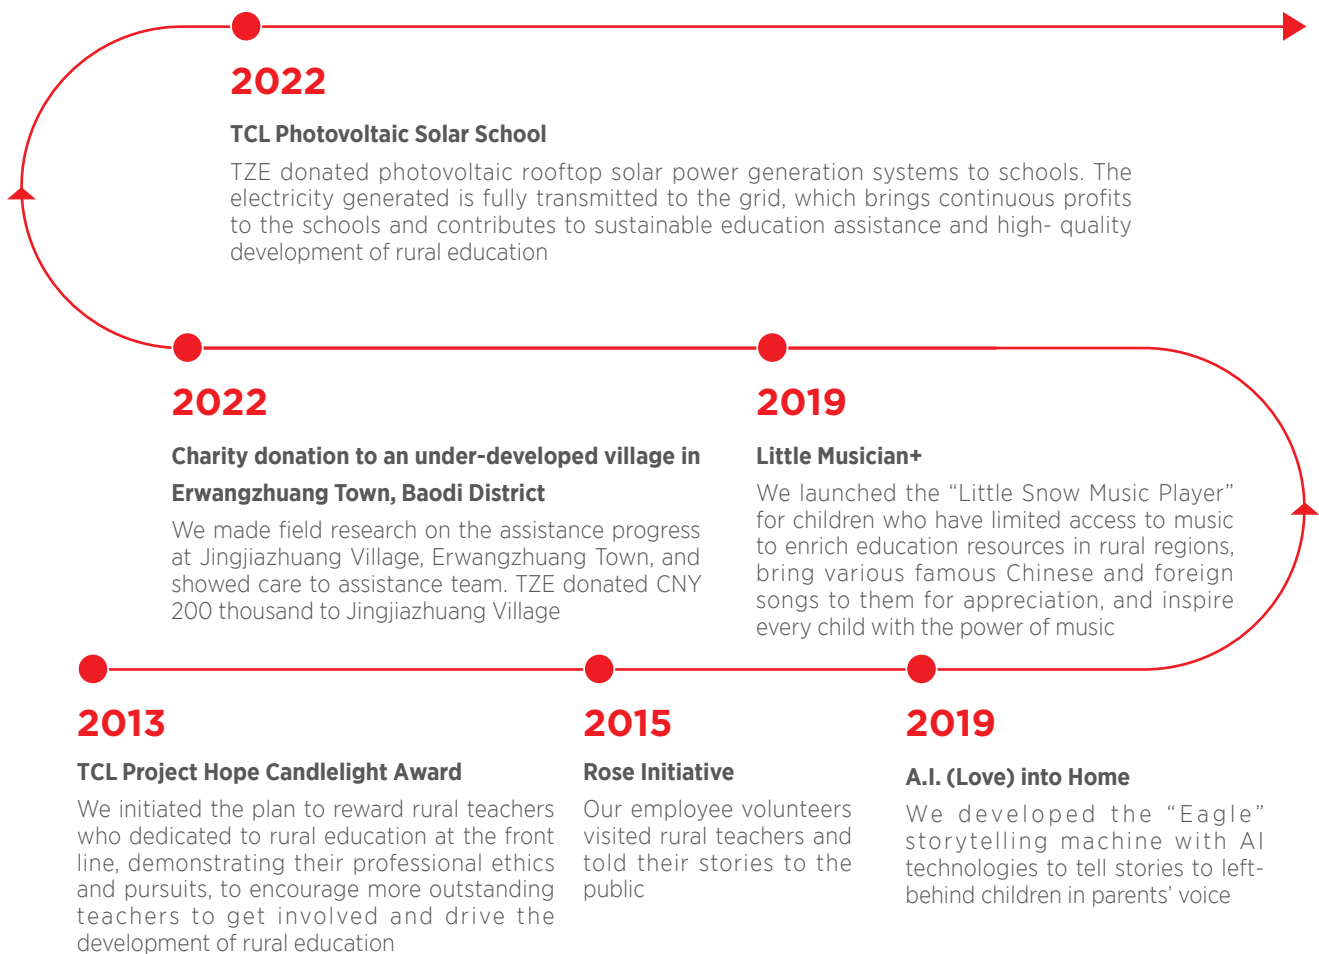 2022
TCL Photovoltaic Solar School
TZE donated photovoltaic rooftop solar power generation systems to schools. The
electricity generated is fully transmitted to the grid, which brings continuous profits
to the schools and contributes to sustainable education assistance and high- quality
development of rural education
2022
Charity donation to an under-developed village in
Erwangzhuang Town, Baodi District
We made field research on the assistance progress
at Jingjiazhuang Village, Erwangzhuang Town, and
showed care to assistance team. TZE donated CNY
200 thousand to Jingjiazhuang Village
2019
Little Musician+
We launched the “Little Snow Music Player”
for children who have limited access to music
to enrich education resources in rural regions,
bring various famous Chinese and foreign
songs to them for appreciation, and inspire
every child with the power of music
2013
TCL Project Hope Candlelight Award
We initiated the plan to reward rural teachers
who dedicated to rural education at the front
line, demonstrating their professional ethics
and pursuits, to encourage more outstanding
teachers to get involved and drive the
development of rural education
2015
Rose Initiative
Our employee volunteers
visited rural teachers and
told their stories to the
public
2019
A.I. (Love) into Home
We developed the “Eagle”
storytelling machine with AI
technologies to tell stories to left-
behind children in parents’ voice